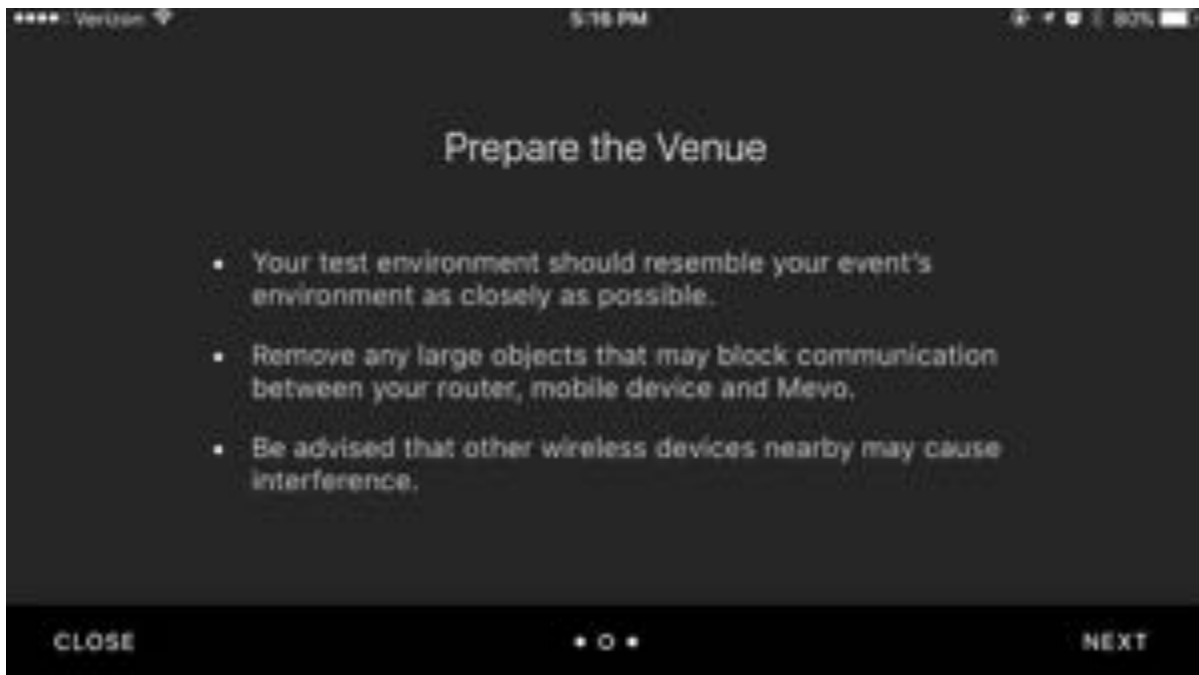 Verizon
5:16 PM
80%
Prepare the Venue
Your test environment should resemble your event's
environment as closely as possible.
Remove any large objects that may block communication
between your router, mobile device and Mevo.
Be advised that other wireless devices nearby may cause
interference.
CLOSE
NEXT